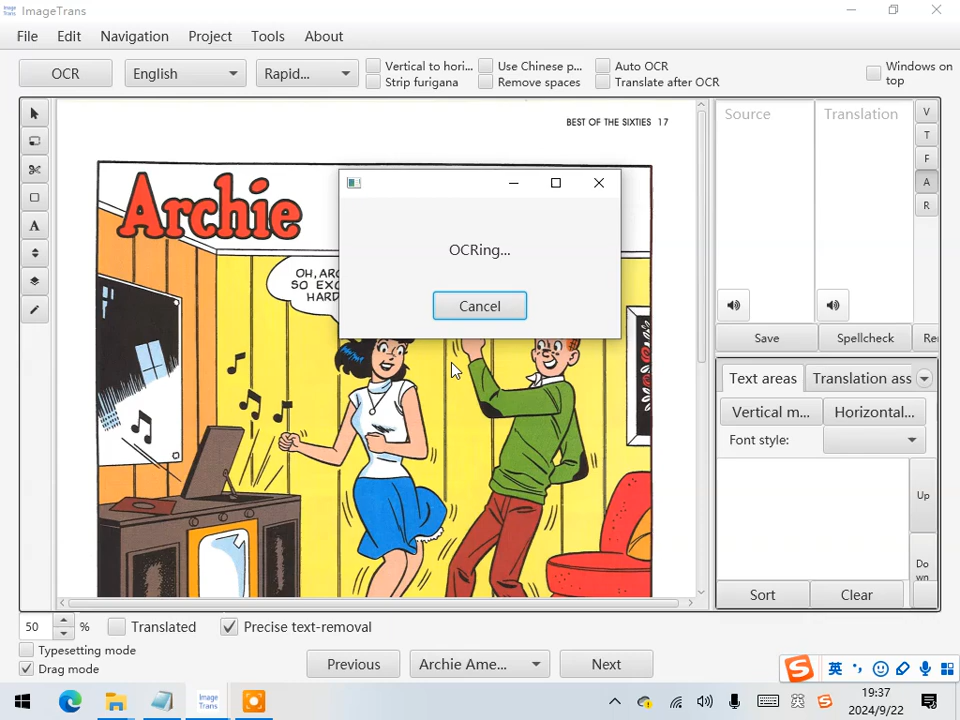 ImageTrans
File Edit Navigation Project Tools About
OCR English Rapid... Vertical to hori... Use Chinese p... Auto OCR Windows on top
Strip furigana Remove spaces Translate after OCR
BEST OF THE SIXTIES 17
Archie
OCRing...
Cancel
OH, ARC
SO EXC
HARD
Source Translation
V
T
F
A
R
Save Spellcheck Re
Text areas Translation ass
Vertical m... Horizontal...
Font style:
Up
Do
wn
Sort Clear
50 % Translated Precise text-removal
Typesetting mode
Drag mode
Previous Archie Ame... Next
英
Image
Trans
英
19:37
2024/9/22